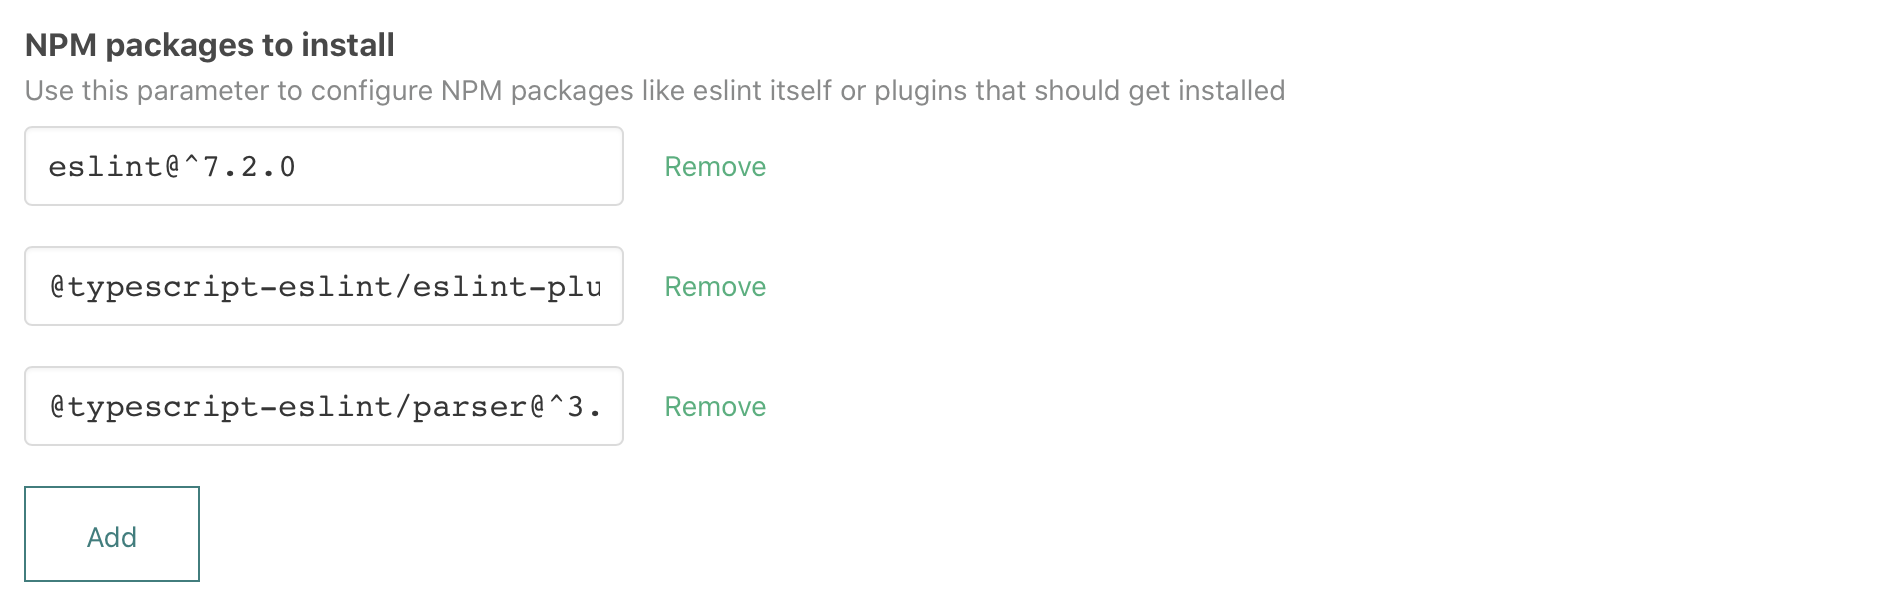 NPM packages to install
Use this parameter to configure NPM packages like eslint itself or plugins that should get installed
eslint@^7.2.0 Remove
@typescript-eslint/eslint-plu Remove
@typescript-eslint/parser@^3. Remove
Add